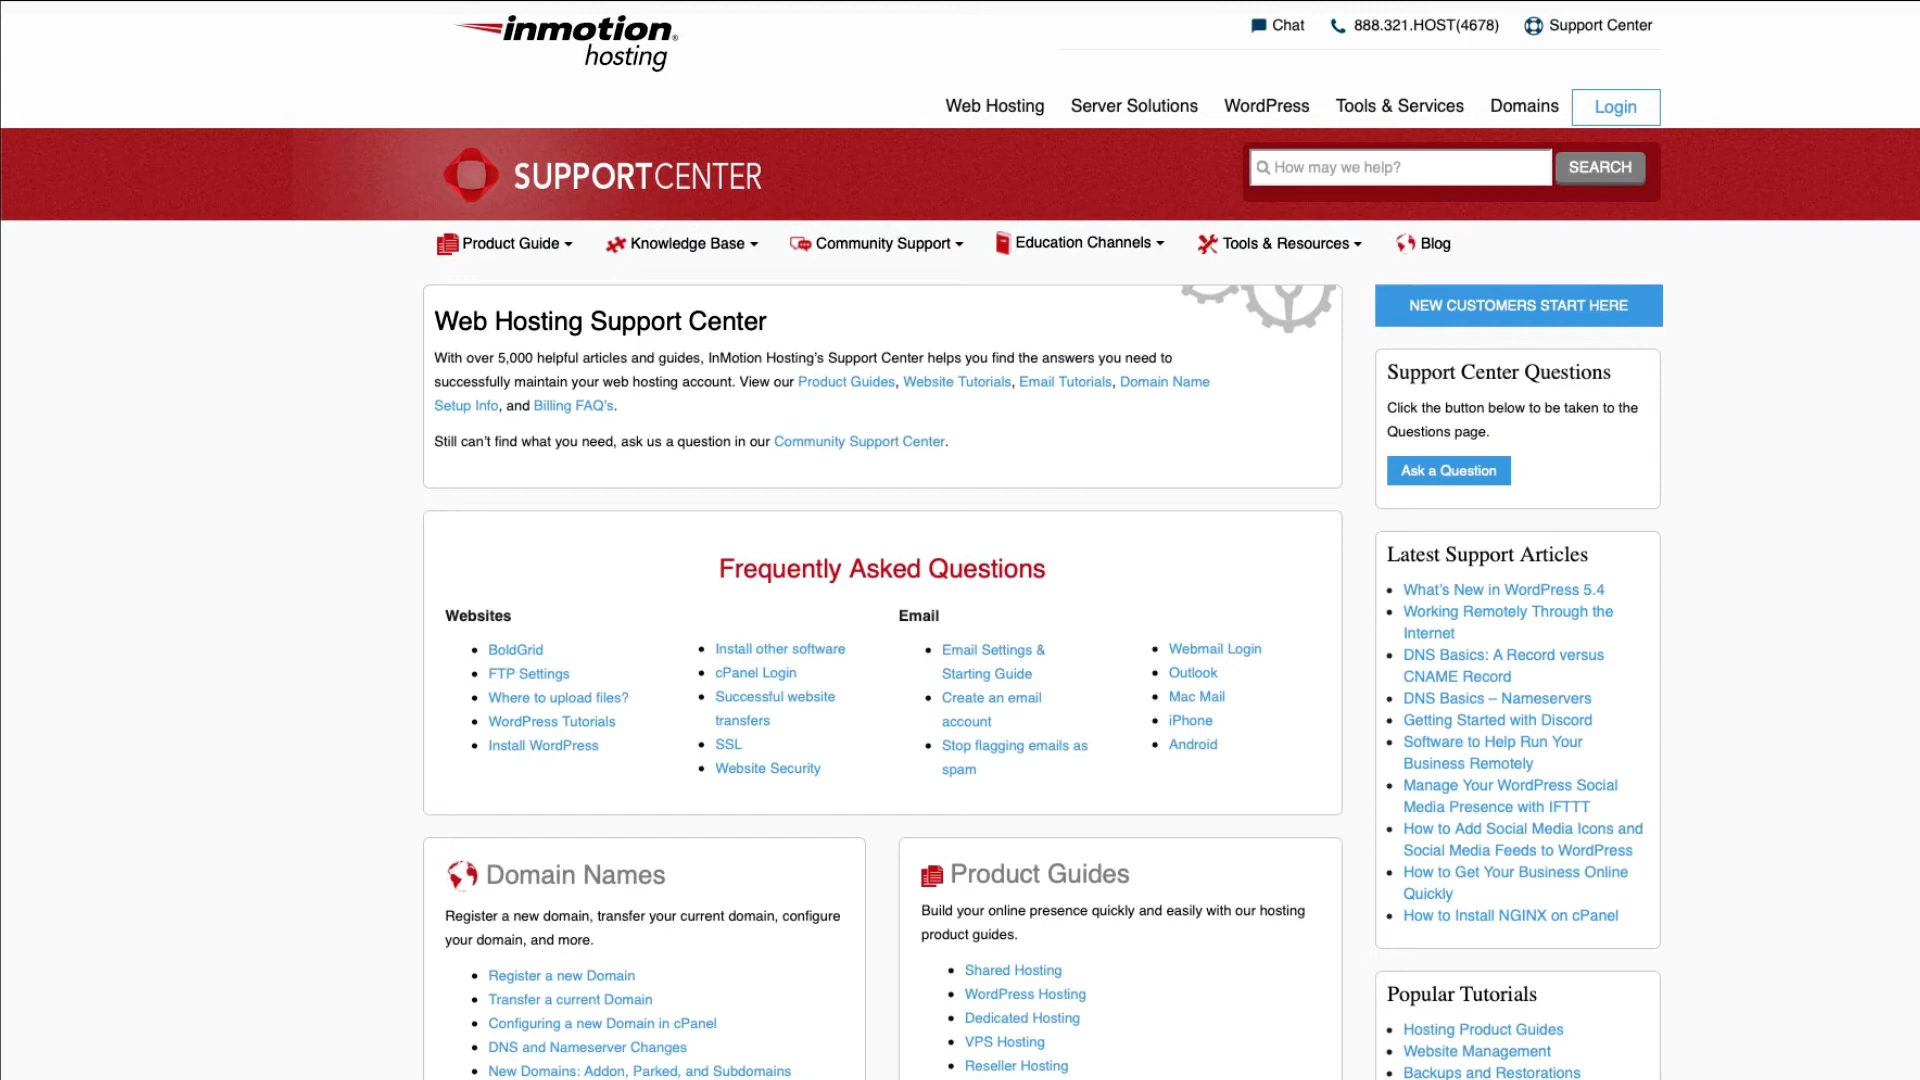 inmotion
hosting
Chat
888.321.HOST(4678)
Support Center
Web Hosting
Server Solutions
WordPress
Tools & Services
Domains
Login
SUPPORTCENTER
How may we help?
SEARCH
Product Guide
Knowledge Base
Community Support
Education Channels
Tools & Resources
Blog
Web Hosting Support Center
With over 5,000 helpful articles and guides, InMotion Hosting's Support Center helps you find the answers you need to
successfully maintain your web hosting account. View our Product Guides, Website Tutorials, Email Tutorials, Domain Name
Setup Info, and Billing FAQ's.
Still can't find what you need, ask us a question in our Community Support Center.
NEW CUSTOMERS START HERE
Support Center Questions
Click the button below to be taken to the
Questions page.
Ask a Question
Frequently Asked Questions
Websites
BoldGrid
FTP Settings
Where to upload files?
WordPress Tutorials
Install WordPress
Install other software
cPanel Login
Successful website
transfers
SSL
Website Security
Email
Email Settings &
Starting Guide
Create an email
account
Stop flagging emails as
spam
Webmail Login
Outlook
Mac Mail
iPhone
Android
Latest Support Articles
What's New in WordPress 5.4
Working Remotely Through the
Internet
DNS Basics: A Record versus
CNAME Record
DNS Basics – Nameservers
Getting Started with Discord
Software to Help Run Your
Business Remotely
Manage Your WordPress Social
Media Presence with IFTTT
How to Add Social Media Icons and
Social Media Feeds to WordPress
How to Get Your Business Online
Quickly
How to Install NGINX on cPanel
Domain Names
Register a new domain, transfer your current domain, configure
your domain, and more.
Register a new Domain
Transfer a current Domain
Configuring a new Domain in cPanel
DNS and Nameserver Changes
New Domains: Addon, Parked, and Subdomains
Product Guides
Build your online presence quickly and easily with our hosting
product guides.
Shared Hosting
WordPress Hosting
Dedicated Hosting
VPS Hosting
Reseller Hosting
Popular Tutorials
Hosting Product Guides
Website Management
Backups and Restorations